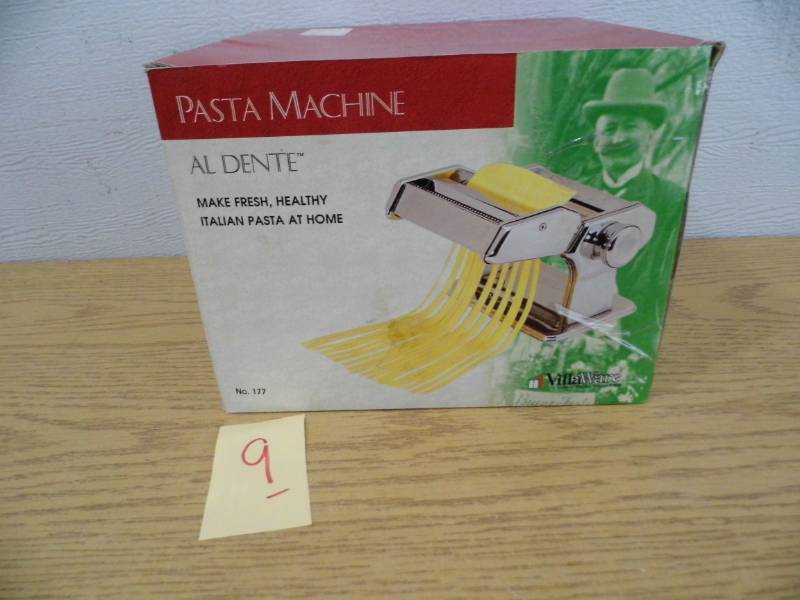 PASTA MACHINE
AL DENTE™
MAKE FRESH, HEALTHY
ITALIAN PASTA AT HOME
No. 177
VillaWare
9